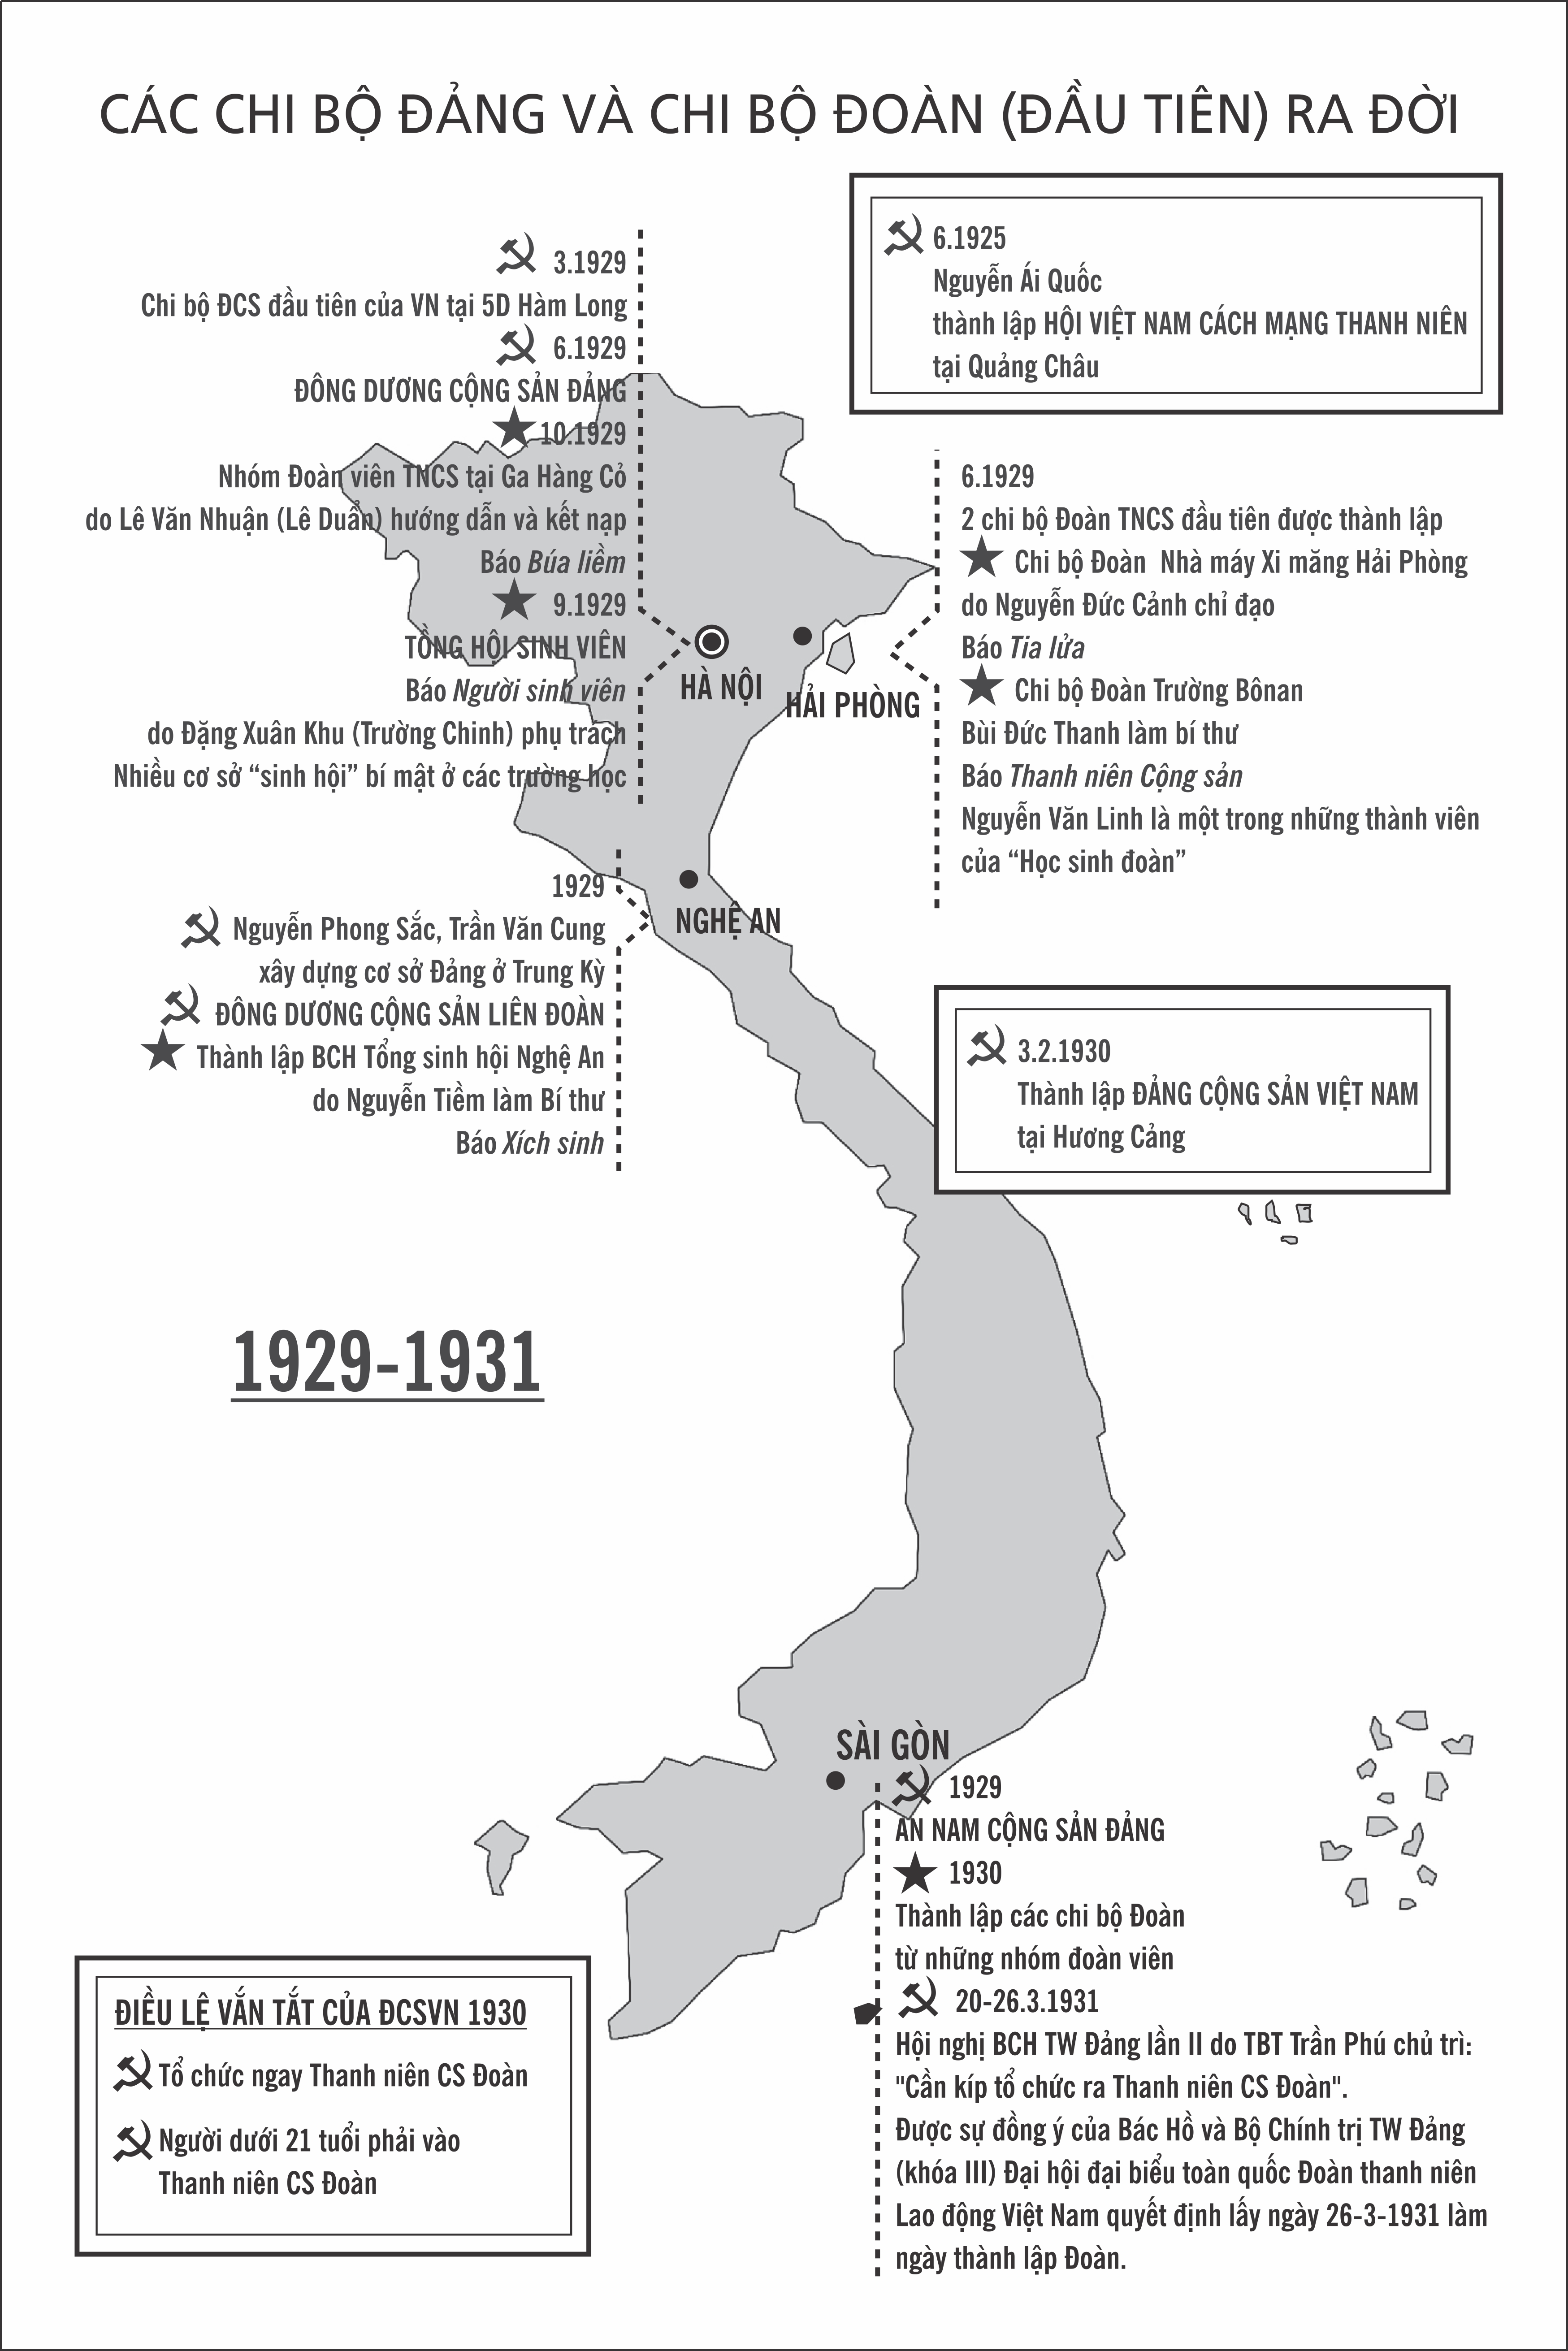 CÁC CHI BỘ ĐẢNG VÀ CHI BỘ ĐOÀN (ĐẦU TIÊN) RA ĐỜI
6.1925
Nguyễn Ái Quốc
thành lập HỘI VIỆT NAM CÁCH MẠNG THANH NIÊN
tại Quảng Châu
3.1929
Chi bộ ĐCS đầu tiên của VN tại 5D Hàm Long
6.1929
ĐÔNG DƯƠNG CỘNG SẢN ĐẢNG
10.1929
Nhóm Đoàn viên TNCS tại Ga Hàng Cỏ
do Lê Văn Nhuận (Lê Duẩn) hướng dẫn và kết nạp
Báo Búa liềm
9.1929
TỒNG HỘI SINH VIÊN
Báo Người sinh viên
do Đặng Xuân Khu (Trường Chinh) phụ trách
Nhiều cơ sở “sinh hội” bí mật ở các trường học
HÀ NỘI
HẢI PHÒNG
6.1929
2 chi bộ Đoàn TNCS đầu tiên được thành lập
Chi bộ Đoàn Nhà máy Xi măng Hải Phòng
do Nguyễn Đức Cảnh chỉ đạo
Báo Tia lửa
Chi bộ Đoàn Trường Bônan
Bùi Đức Thanh làm bí thư
Báo Thanh niên Cộng sản
Nguyễn Văn Linh là một trong những thành viên
của “Học sinh đoàn”
1929
Nguyễn Phong Sắc, Trần Văn Cung
xây dựng cơ sở Đảng ở Trung Kỳ
ĐÔNG DƯƠNG CỘNG SẢN LIÊN ĐOÀN
Thành lập BCH Tổng sinh hội Nghệ An
do Nguyễn Tiềm làm Bí thư
Báo Xích sinh
NGHỆ AN
3.2.1930
Thành lập ĐẢNG CỘNG SẢN VIỆT NAM
tại Hương Cảng
1929-1931
SÀI GÒN
1929
AN NAM CỘNG SẢN ĐẢNG
1930
Thành lập các chi bộ Đoàn
từ những nhóm đoàn viên
20-26.3.1931
Hội nghị BCH TW Đảng lần II do TBT Trần Phú chủ trì:
"Cần kíp tổ chức ra Thanh niên CS Đoàn".
Được sự đồng ý của Bác Hồ và Bộ Chính trị TW Đảng
(khóa III) Đại hội đại biểu toàn quốc Đoàn thanh niên
Lao động Việt Nam quyết định lấy ngày 26-3-1931 làm
ngày thành lập Đoàn.
ĐIỀU LỆ VẮN TẮT CỦA ĐCSVN 1930
Tổ chức ngay Thanh niên CS Đoàn
Người dưới 21 tuổi phải vào
Thanh niên CS Đoàn